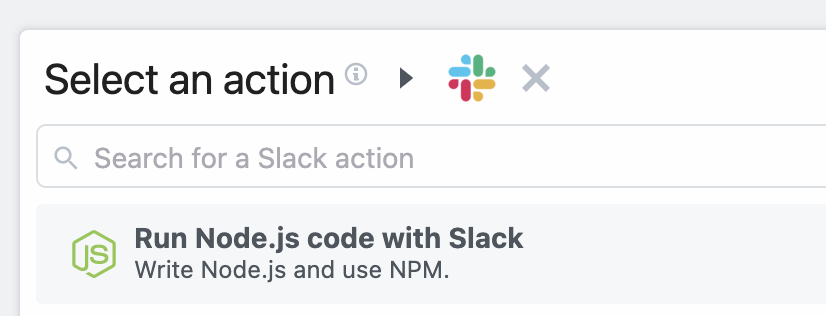 Select an action
Search for a Slack action
JS
Run Node.js code with Slack
Write Node.js and use NPM.